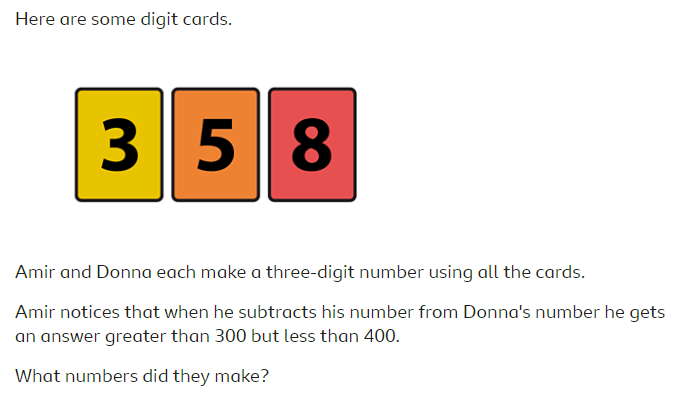 Here are some digit cards.
3 5 8
Amir and Donna each make a three-digit number using all the cards.
Amir notices that when he subtracts his number from Donna's number he gets
an answer greater than 300 but less than 400.
What numbers did they make?